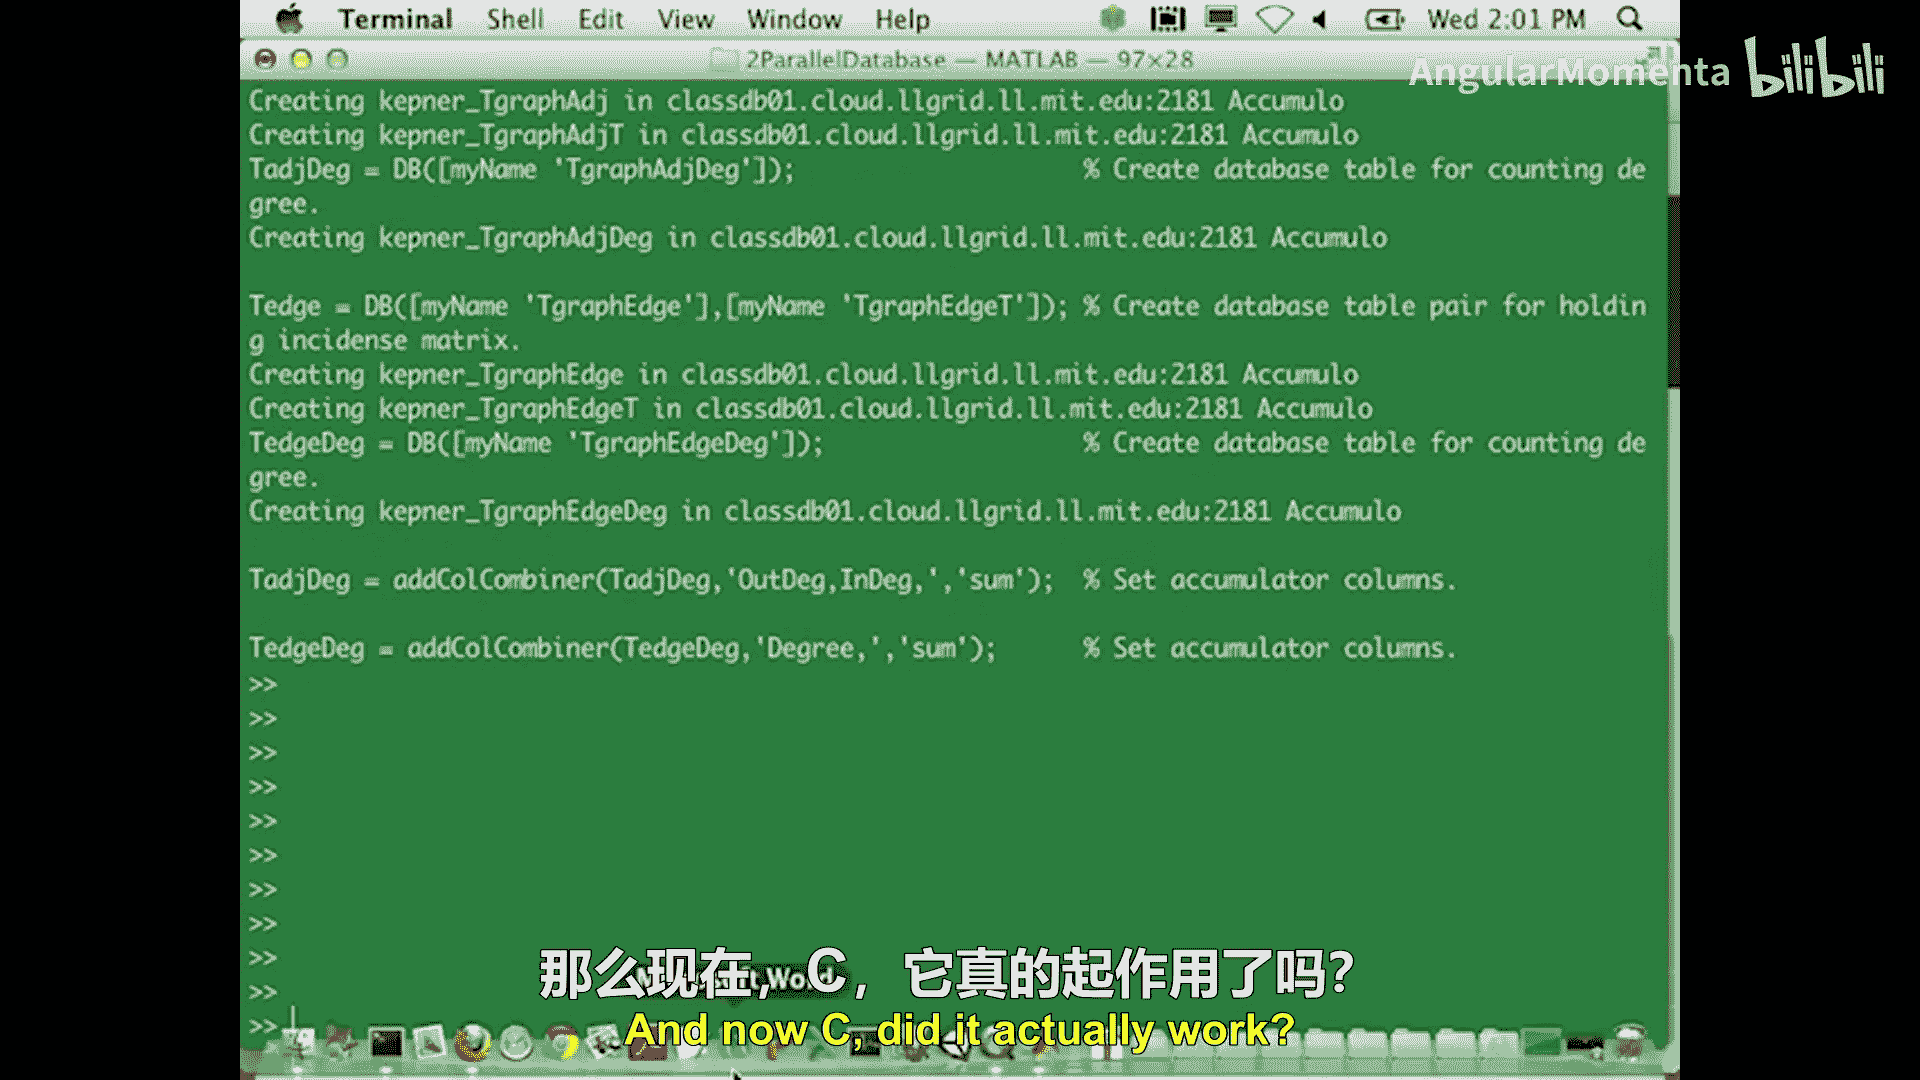 Terminal Shell Edit View Window Help Wed 2:01 PM
2ParallelDatabase — MATLAB — 97×28
AngularMomenta bilibili
Creating kepner_TgraphAdj in classdb01.cloud.llgrid.ll.mit.edu:2181 Accumulo
Creating kepner_TgraphAdjT in classdb01.cloud.llgrid.ll.mit.edu:2181 Accumulo
TadjDeg = DB([myName 'TgraphAdjDeg']); % Create database table for counting de
gree.
Creating kepner_TgraphAdjDeg in classdb01.cloud.llgrid.ll.mit.edu:2181 Accumulo
Tedge = DB([myName 'TgraphEdge'],[myName 'TgraphEdgeT']); % Create database table pair for holdin
g incidense matrix.
Creating kepner_TgraphEdge in classdb01.cloud.llgrid.ll.mit.edu:2181 Accumulo
Creating kepner_TgraphEdgeT in classdb01.cloud.llgrid.ll.mit.edu:2181 Accumulo
TedgeDeg = DB([myName 'TgraphEdgeDeg']); % Create database table for counting de
gree.
Creating kepner_TgraphEdgeDeg in classdb01.cloud.llgrid.ll.mit.edu:2181 Accumulo
TadjDeg = addColCombiner(TadjDeg,'OutDeg,InDeg,','sum'); % Set accumulator columns.
TedgeDeg = addColCombiner(TedgeDeg,'Degree,','sum'); % Set accumulator columns.
>>
>>
>>
>>
>>
>>
>>
>>
>>
>>
>>
Microsoft Word
那么现在，C，它真的起作用了吗？
And now C, did it actually work?